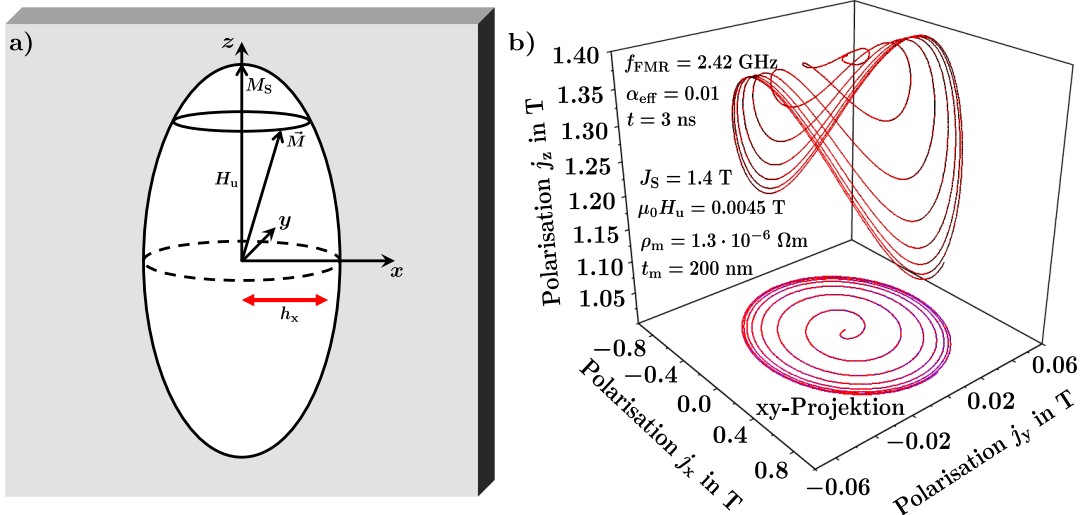 a)
z
M_S
M⃗
H_u
y
x
h_x
b)
Polarisation j_z in T
1.40
1.35
1.30
1.25
1.20
1.15
1.10
1.05
f_FMR = 2.42 GHz
α_eff = 0.01
t = 3 ns
J_S = 1.4 T
μ_0H_u = 0.0045 T
ρ_m = 1.3 · 10^−6 Ωm
t_m = 200 nm
xy-Projektion
−0.8
−0.4
0.0
0.4
0.8
Polarisation j_x in T
−0.06
−0.02
0.02
0.06
Polarisation j_y in T